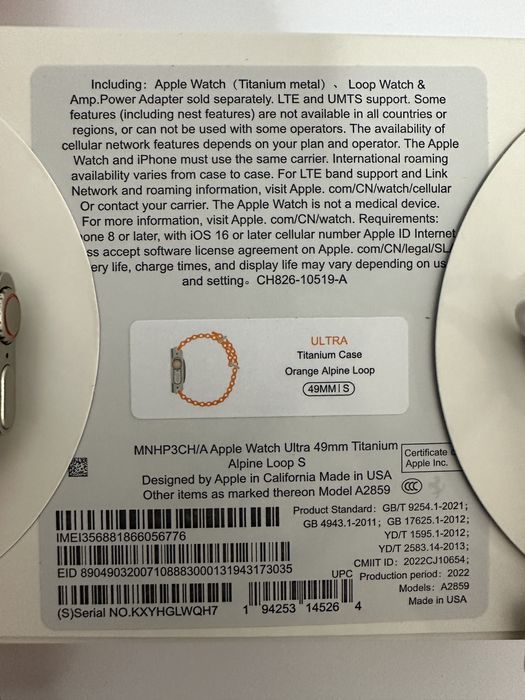 Including: Apple Watch (Titanium metal) 、 Loop Watch &
Amp.Power Adapter sold separately. LTE and UMTS support. Some
features (including nest features) are not available in all countries or
regions, or can not be used with some operators. The availability of
cellular network features depends on your plan and operator. The Apple
Watch and iPhone must use the same carrier. International roaming
availability varies from case to case. For LTE band support and Link
Network and roaming information, visit Apple. com/CN/watch/cellular
Or contact your carrier. The Apple Watch is not a medical device.
For more information, visit Apple. com/CN/watch. Requirements:
one 8 or later, with iOS 16 or later cellular number Apple ID Internet
ss accept software license agreement on Apple. com/CN/legal/SL
ery life, charge times, and display life may vary depending on us
and setting。CH826-10519-A
ULTRA
Titanium Case
Orange Alpine Loop
49MM | S
MNHP3CH/A Apple Watch Ultra 49mm Titanium
Alpine Loop S
Designed by Apple in California Made in USA
Other items as marked thereon Model A2859
Certificate
Apple Inc.
CCC
IMEI356881866056776
EID 89049032007108883000131943173035
(S)Serial NO.KXYHGLWQH7
UPC
1 94253 14526 4
Product Standard: GB/T 9254.1-2021;
GB 4943.1-2011; GB 17625.1-2012;
YD/T 1595.1-2012;
YD/T 2583.14-2013;
CMIIT ID: 2022CJ10654;
Production period: 2022
Models: A2859
Made in USA